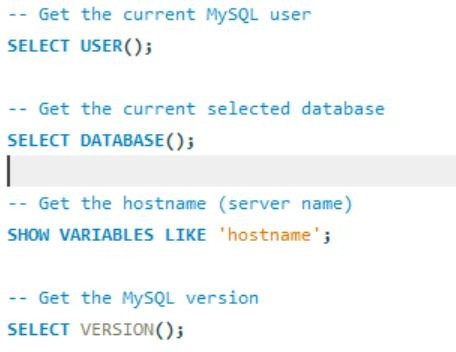 -- Get the current MySQL user
SELECT USER();
-- Get the current selected database
SELECT DATABASE();
-- Get the hostname (server name)
SHOW VARIABLES LIKE 'hostname';
-- Get the MySQL version
SELECT VERSION();